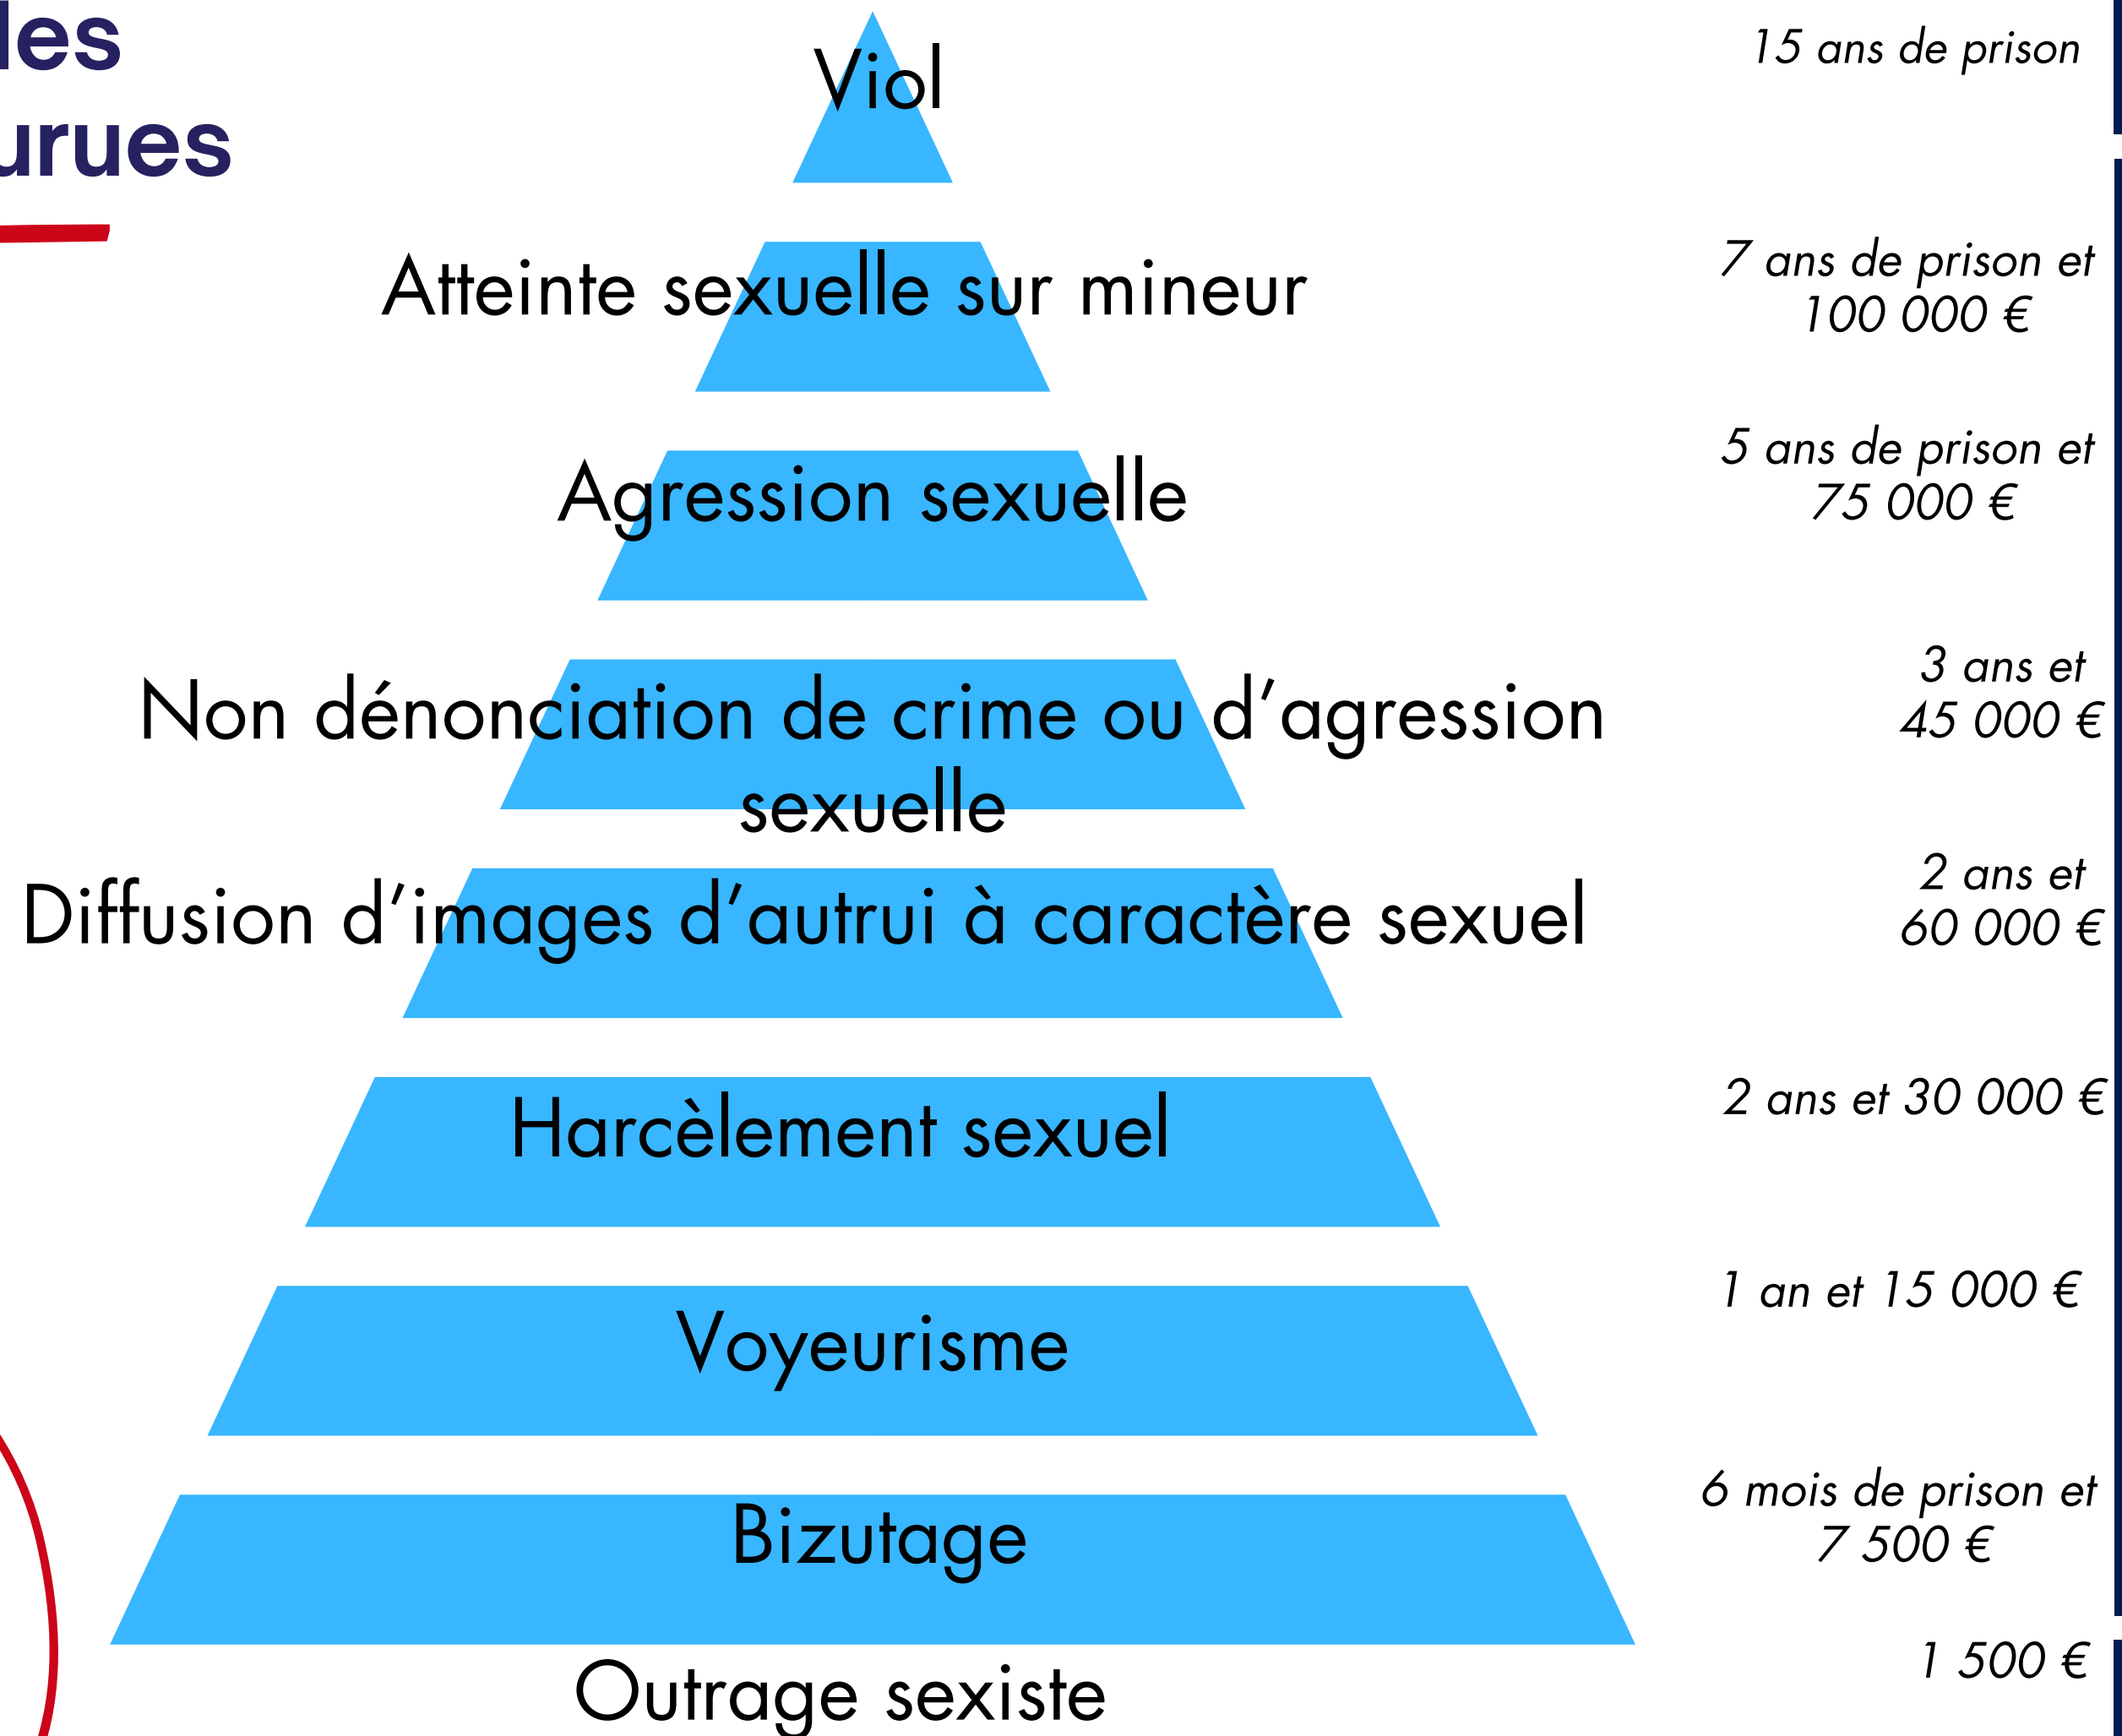 les
urues
Viol
15 ans de prison
Atteinte sexuelle sur mineur
7 ans de prison et
100 000 €
Agression sexuelle
5 ans de prison et
75 000 €
Non dénonciation de crime ou d’agression
sexuelle
3 ans et
45 000 €
Diffusion d’images d’autrui à caractère sexuel
2 ans et
60 000 €
Harcèlement sexuel
2 ans et 30 000 €
Voyeurisme
1 an et 15 000 €
Bizutage
6 mois de prison et
7 500 €
Outrage sexiste
1 500 €